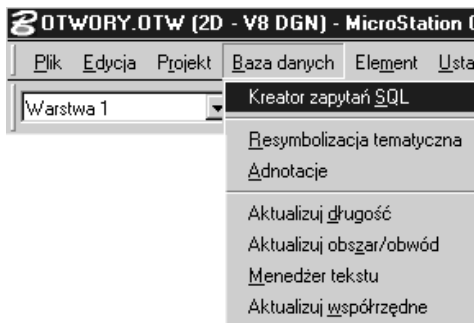 OTWORY.OTW (2D - V8 DGN) - MicroStation
Plik Edycja Projekt Baza danych Element
Warstwa 1
Kreator zapytań SQL
Resymbolizacja tematyczna
Adnotacje
Aktualizuj długość
Aktualizuj obszar/obwód
Menedżer tekstu
Aktualizuj współrzędne